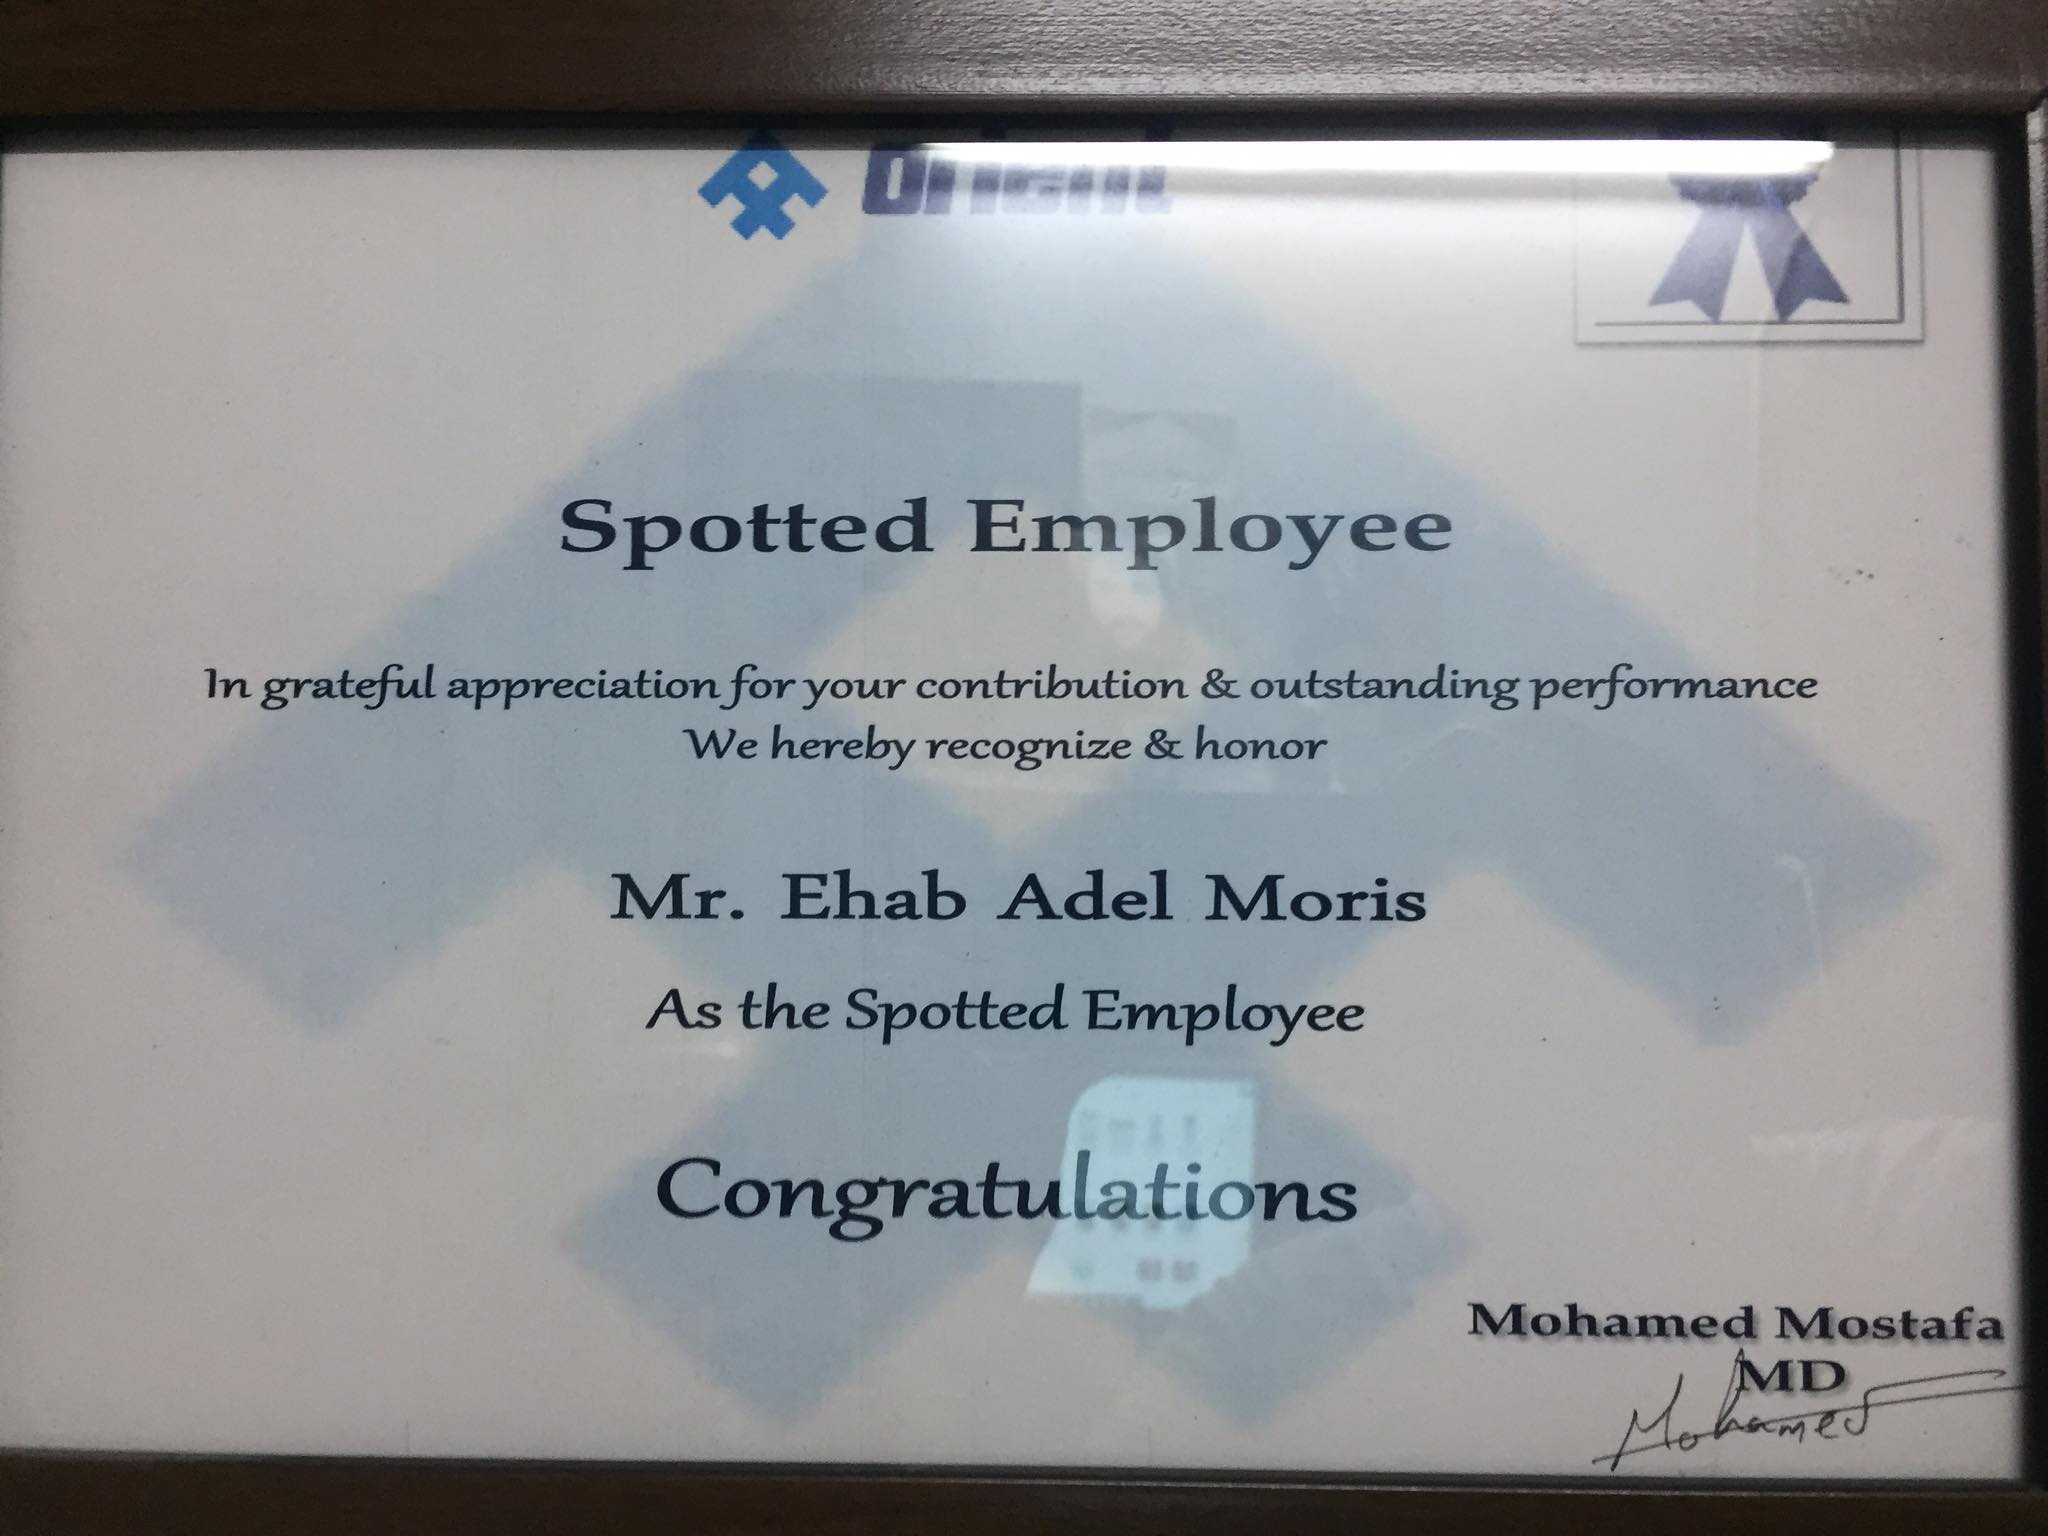 orient
Spotted Employee
In grateful appreciation for your contribution & outstanding performance
We hereby recognize & honor
Mr. Ehab Adel Moris
As the Spotted Employee
Congratulations
Mohamed Mostafa
MD
Mohamed